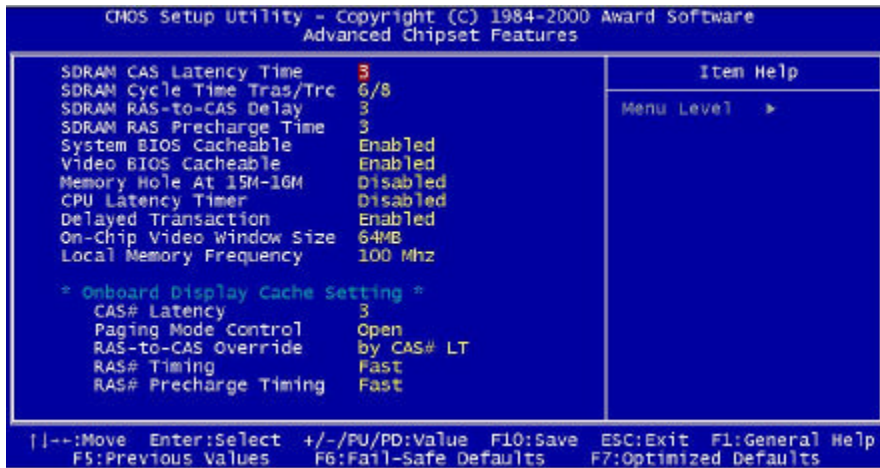 CMOS Setup Utility - Copyright (C) 1984-2000 Award Software
Advanced Chipset Features
SDRAM CAS Latency Time 3
SDRAM Cycle Time Tras/Trc 6/8
SDRAM RAS-to-CAS Delay 3
SDRAM RAS Precharge Time 3
System BIOS Cacheable Enabled
Video BIOS Cacheable Enabled
Memory Hole At 15M-16M Disabled
CPU Latency Timer Disabled
Delayed Transaction Enabled
On-Chip Video Window Size 64MB
Local Memory Frequency 100 Mhz
* Onboard Display Cache Setting *
CAS# Latency 3
Paging Mode Control Open
RAS-to-CAS Override by CAS# LT
RAS# Timing Fast
RAS# Precharge Timing Fast
Item Help
Menu Level ▶
↑↓→←:Move Enter:Select +/-/PU/PD:Value F10:Save ESC:Exit F1:General Help
F5:Previous Values F6:Fail-Safe Defaults F7:Optimized Defaults